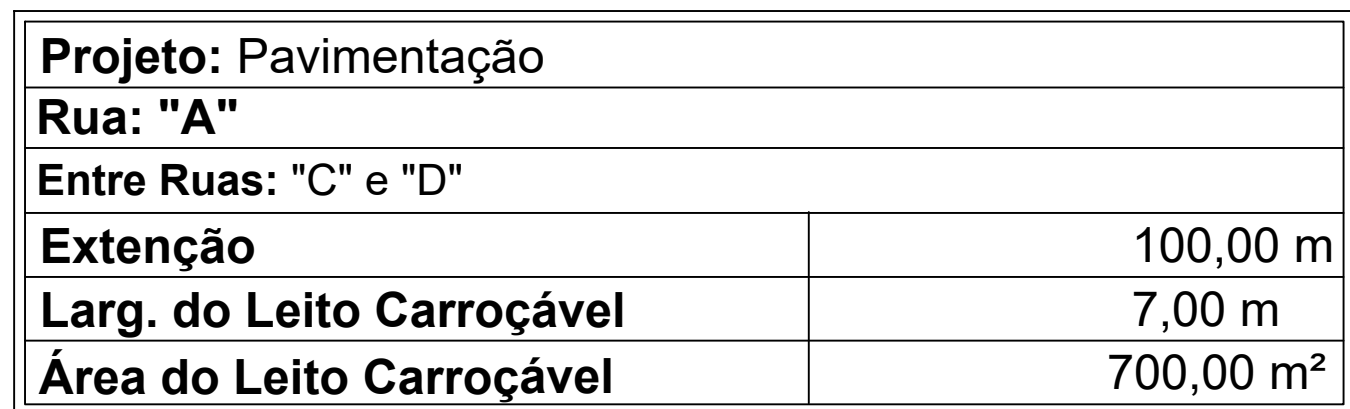 Projeto: Pavimentação
Rua: "A"
Entre Ruas: "C" e "D"
Extenção 100,00 m
Larg. do Leito Carroçável 7,00 m
Área do Leito Carroçável 700,00 m²